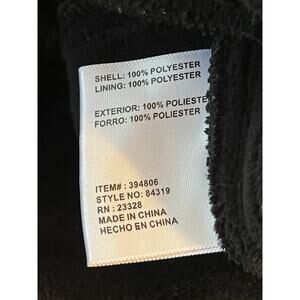 SHELL: 100% POLYESTER
LINING: 100% POLYESTER
EXTERIOR: 100% POLIESTE
FORRO: 100% POLIESTER
ITEM# : 394806
STYLE NO: 84319
RN : 23328
MADE IN CHINA
HECHO EN CHINA